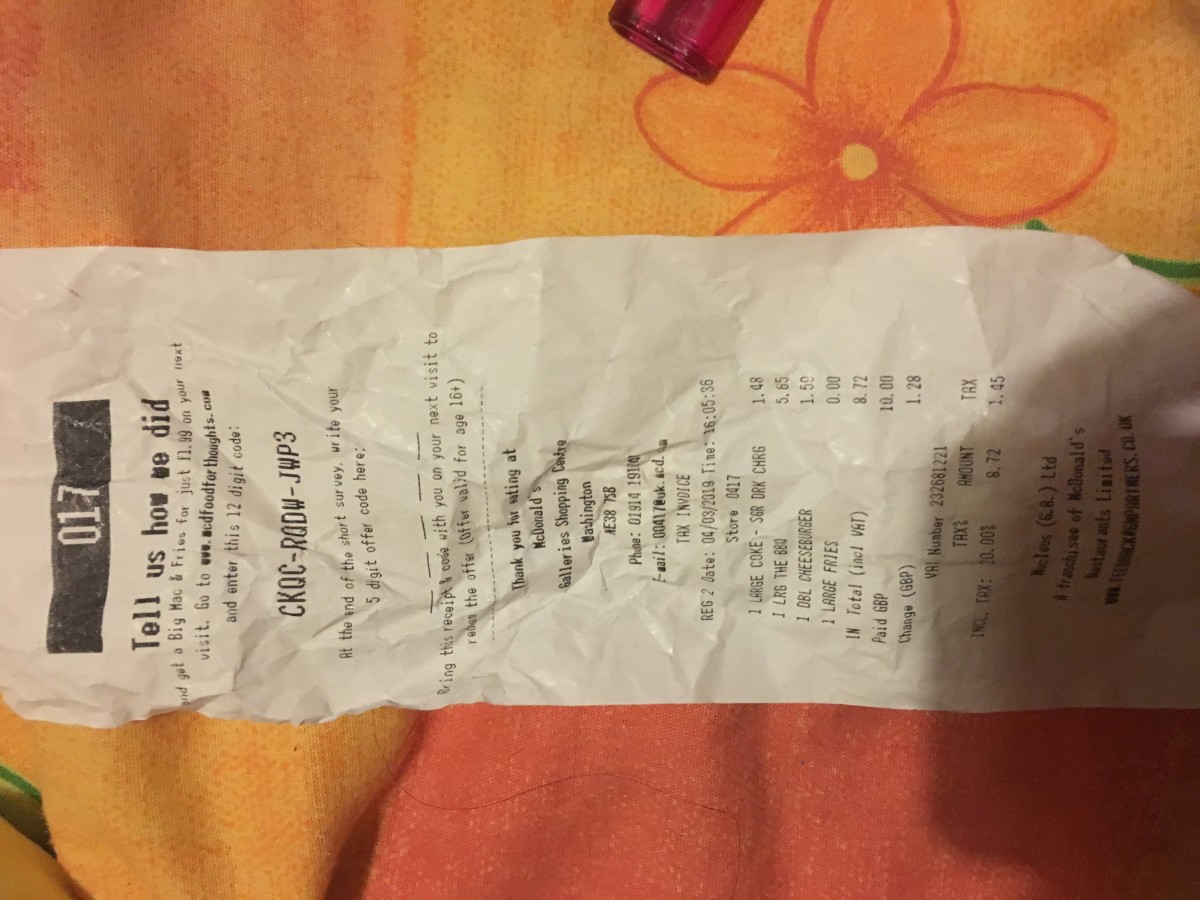 017
Tell us how we did
and get a Big Mac & Fries for just £1.99 on your next
visit. Go to www.mcdfoodforthoughts.com
and enter this 12 digit code:
CKQC-RQDW-JWP3
At the end of the short survey, write your
5 digit offer code here:
Bring this receipt & code with you on your next visit to
redeem the offer (Offer valid for age 16+)
Thank you for eating at
McDonald's
Galleries Shopping Centre
Washington
NE38 7SB
Phone: 01914 191101
TAX INVOICE
REG 2 Date: 04/03/2019 Time: 16:05:36
Store 0417
1 LARGE COKE - SGR DRK CHRG 1.48
1 LRG THE BBQ 5.65
1 DBL CHEESEBURGER 1.59
1 LARGE FRIES 0.00
IN Total (incl VAT) 8.72
Paid GBP 10.00
Change (GBP) 1.28
VAT Number 232681221
TAX% AMOUNT TAX
INCL. TAX: 20.00% 8.72 1.45
Nucleus (G.B.) Ltd
A franchisee of McDonald's
Restaurants Limited